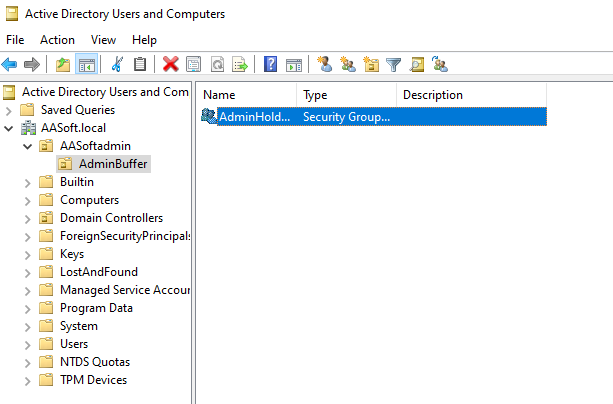 Active Directory Users and Computers
File Action View Help
Active Directory Users and Com
Saved Queries
AASoft.local
AASoftadmin
AdminBuffer
Builtin
Computers
Domain Controllers
ForeignSecurityPrincipals
Keys
LostAndFound
Managed Service Accour
Program Data
System
Users
NTDS Quotas
TPM Devices
Name Type Description
AdminHold... Security Group...